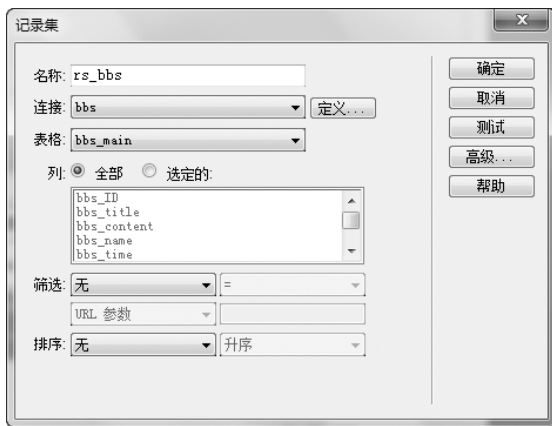 记录集
名称: rs_bbs
连接: bbs 定义...
表格: bbs_main
列: 全部 选定的:
bbs_ID
bbs_title
bbs_content
bbs_name
bbs_time
筛选: 无 =
URL 参数
排序: 无 升序
确定
取消
测试
高级...
帮助